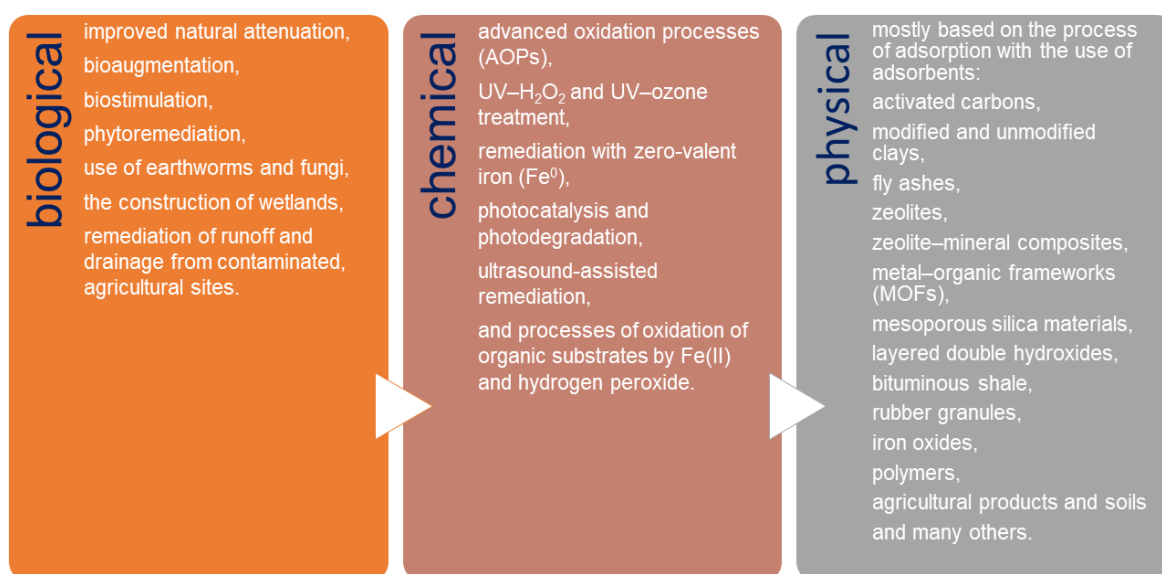 biological
improved natural attenuation,
bioaugmentation,
biostimulation,
phytoremediation,
use of earthworms and fungi,
the construction of wetlands,
remediation of runoff and
drainage from contaminated,
agricultural sites.
chemical
advanced oxidation processes
(AOPs),
UV–H₂O₂ and UV–ozone
treatment,
remediation with zero-valent
iron (Fe⁰),
photocatalysis and
photodegradation,
ultrasound-assisted
remediation,
and processes of oxidation of
organic substrates by Fe(II)
and hydrogen peroxide.
physical
mostly based on the process
of adsorption with the use of
adsorbents:
activated carbons,
modified and unmodified
clays,
fly ashes,
zeolites,
zeolite–mineral composites,
metal–organic frameworks
(MOFs),
mesoporous silica materials,
layered double hydroxides,
bituminous shale,
rubber granules,
iron oxides,
polymers,
agricultural products and soils
and many others.